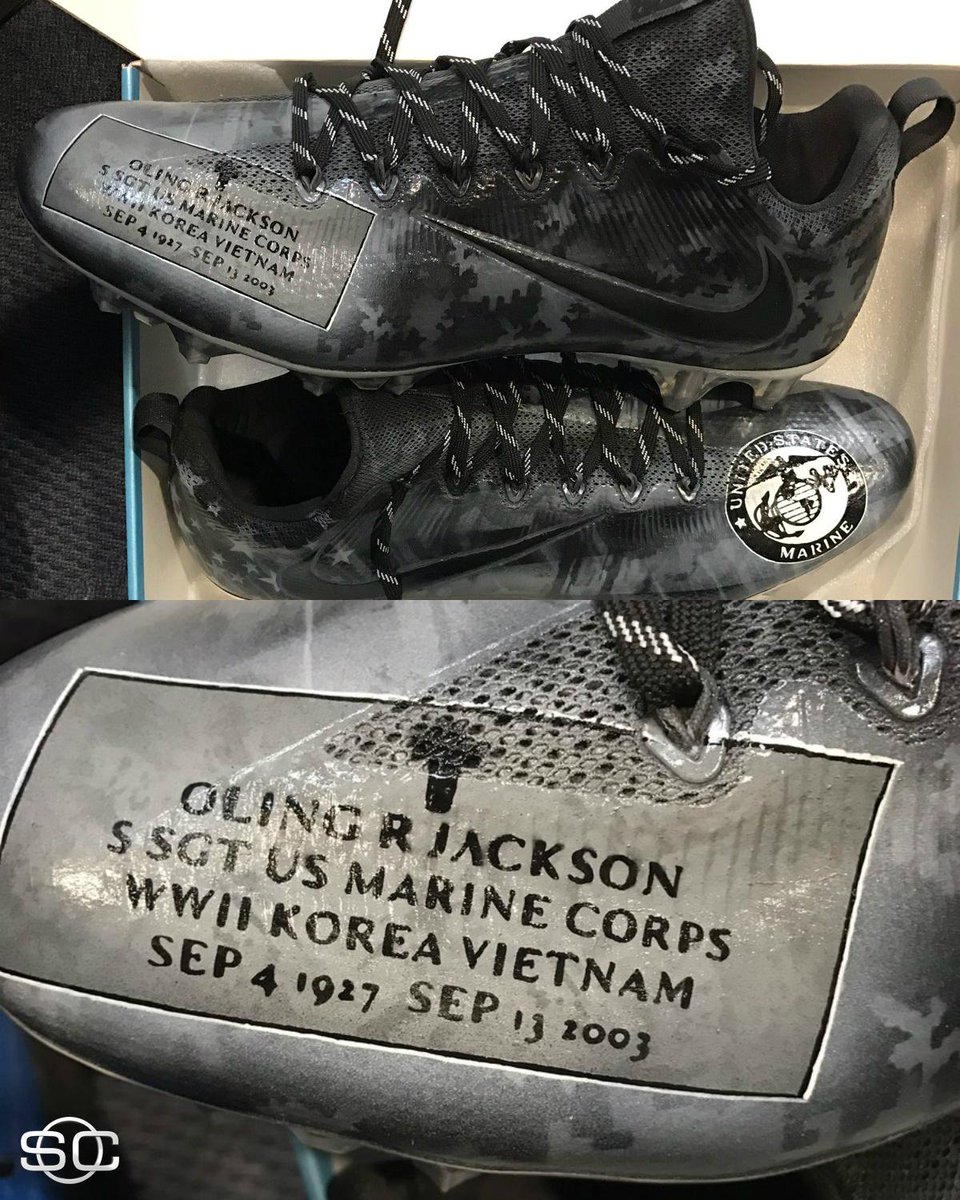 OLING R JACKSON
S SGT US MARINE CORPS
WWII KOREA VIETNAM
SEP 4 1927 SEP 13 2003
UNITED STATES
MARINE
OLING R JACKSON
S SGT US MARINE CORPS
WWII KOREA VIETNAM
SEP 4 1927 SEP 13 2003
SC